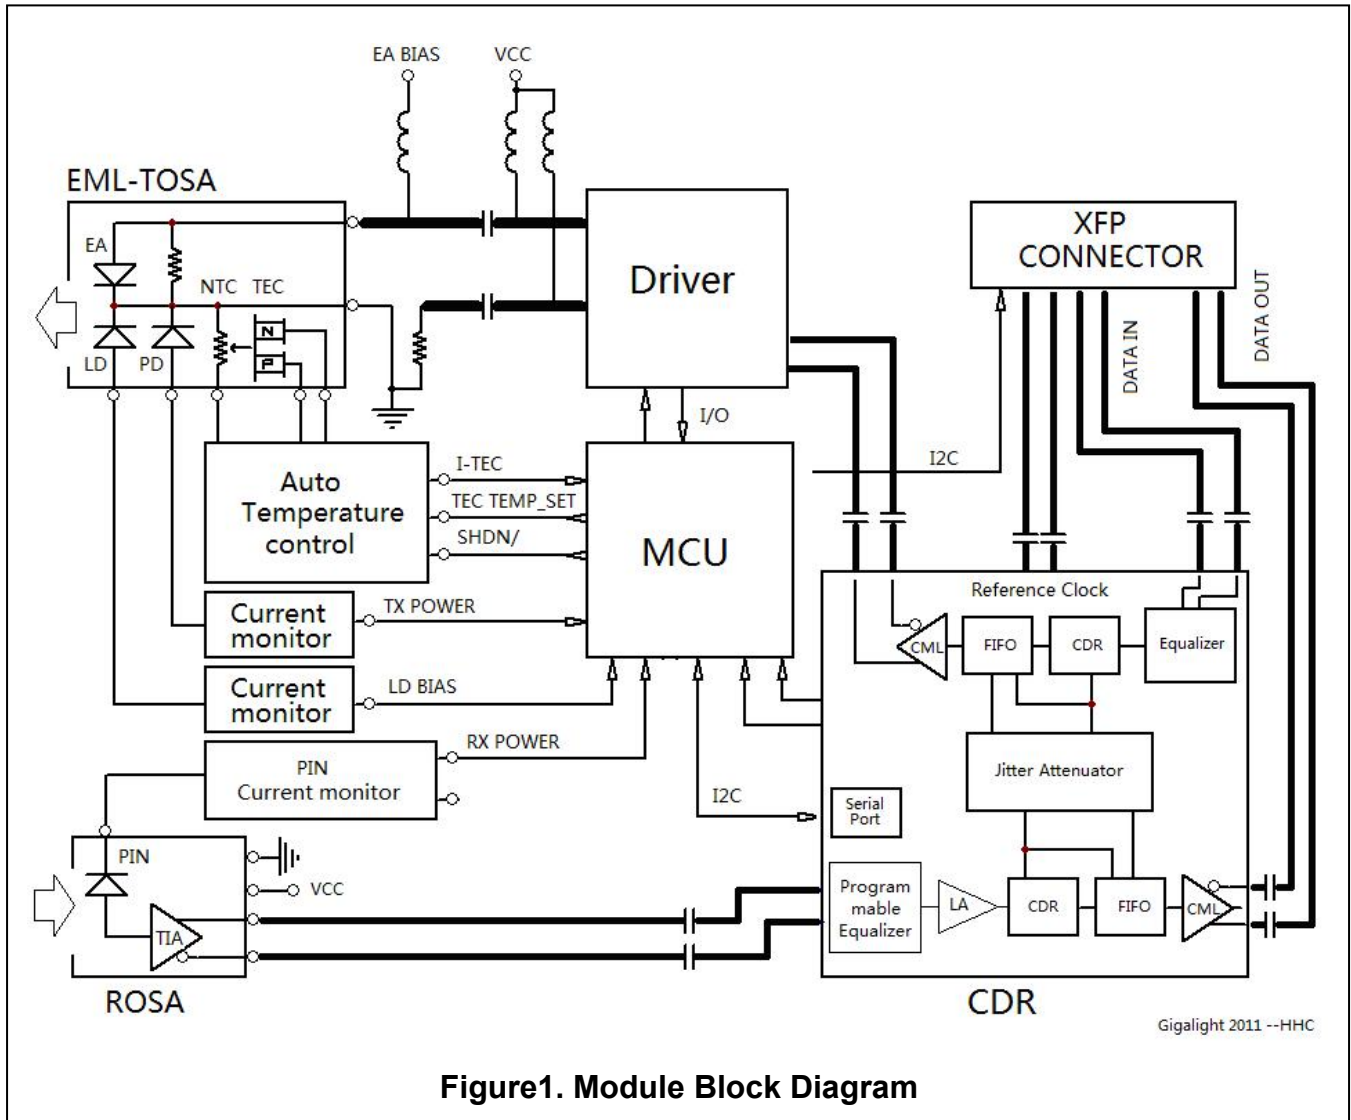 EA BIAS
VCC
EML-TOSA
EA
NTC TEC
LD
PD
N
P
Driver
XFP
CONNECTOR
DATA IN
DATA OUT
I/O
I2C
Auto
Temperature
control
I-TEC
TEC TEMP_SET
SHDN/
MCU
Current
monitor
TX POWER
Current
monitor
LD BIAS
PIN
Current monitor
RX POWER
I2C
Reference Clock
CML
FIFO
CDR
Equalizer
Jitter Attenuator
Serial
Port
Program
mable
Equalizer
LA
CDR
FIFO
CML
PIN
VCC
TIA
ROSA
CDR
Gigalight 2011 --HHC
Figure1. Module Block Diagram